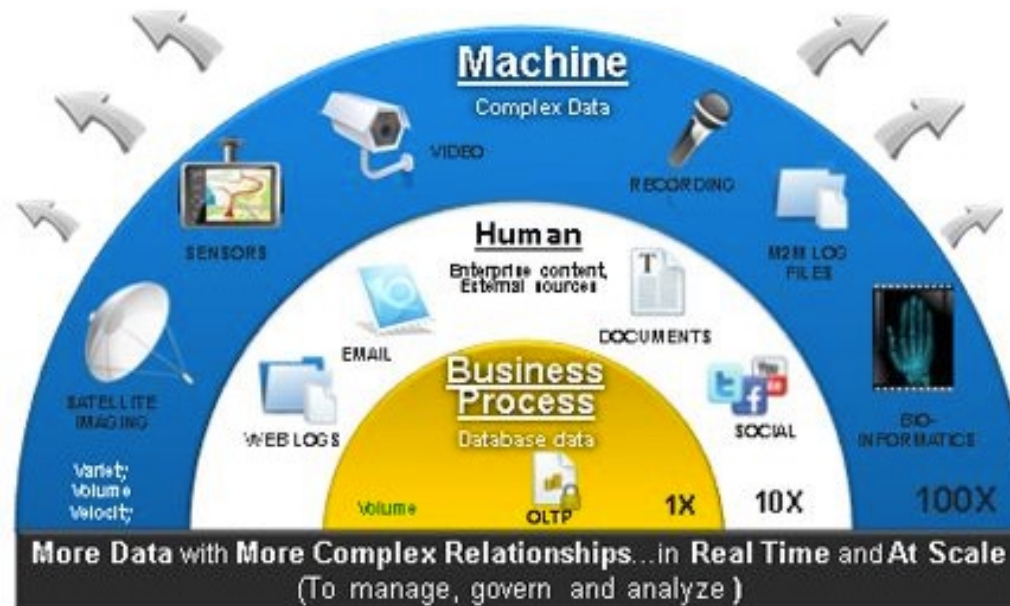 Machine
Complex Data
VIDEO
RECORDING
SENSORS
M2M LOG
FILES
Human
Enterprise content,
External sources
T
EMAIL
DOCUMENTS
SATELLITE
IMAGING
WEB LOGS
Business
Process
Database data
You
SOCIAL
BIO-
INFORMATICS
Variety
Volume
Velocity
Volume
OLTP
1X
10X
100X
More Data with More Complex Relationships...in Real Time and At Scale
(To manage, govern and analyze )